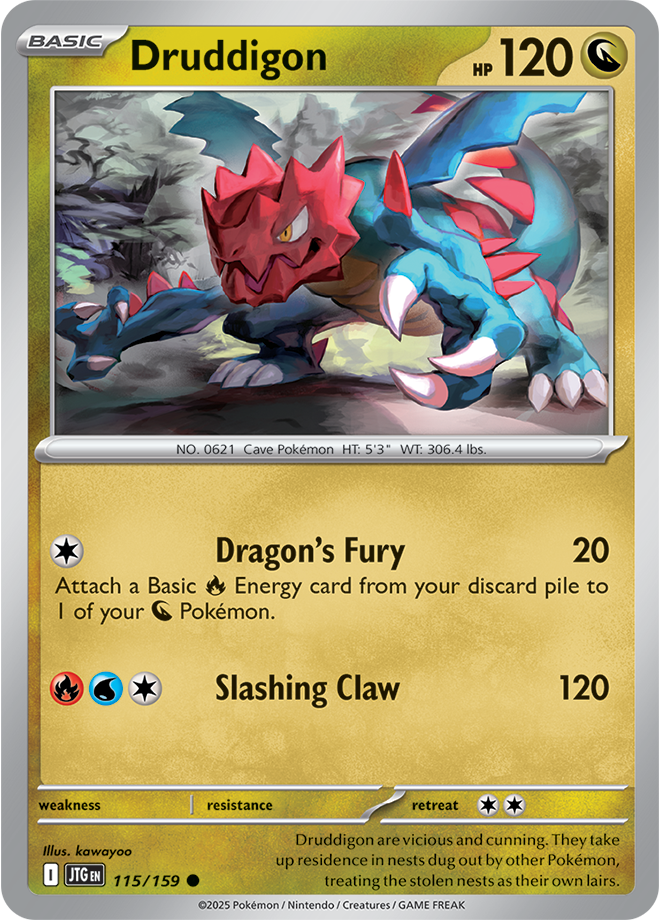 BASIC
Druddigon
HP 120
NO. 0621 Cave Pokémon HT: 5'3" WT: 306.4 lbs.
Dragon's Fury 20
Attach a Basic Energy card from your discard pile to
1 of your Pokémon.
Slashing Claw 120
weakness resistance retreat
Illus. kawayoo
Druddigon are vicious and cunning. They take
up residence in nests dug out by other Pokémon,
treating the stolen nests as their own lairs.
I JTG EN 115/159
©2025 Pokémon / Nintendo / Creatures / GAME FREAK